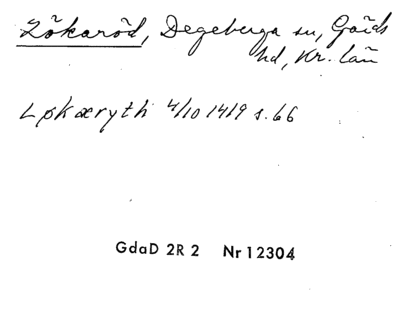 Lökaröd, Degeberga sn, Gärds
hd, Kr. län
Løkæryth 4/10 1419 s. 66
GdaD 2R 2 Nr 12304